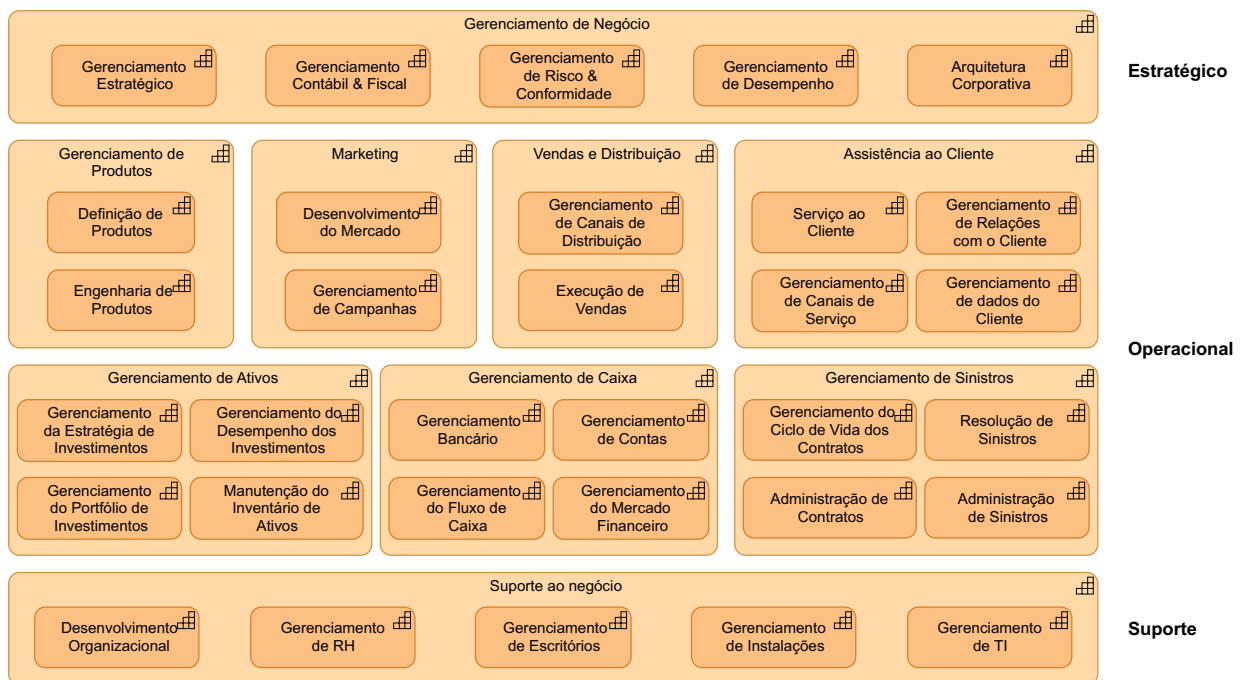 Gerenciamento de Negócio
Gerenciamento
Estratégico
Gerenciamento
Contábil & Fiscal
Gerenciamento
de Risco &
Conformidade
Gerenciamento
de Desempenho
Arquitetura
Corporativa
Estratégico
Gerenciamento de
Produtos
Definição de
Produtos
Engenharia de
Produtos
Marketing
Desenvolvimento
do Mercado
Gerenciamento
de Campanhas
Vendas e Distribuição
Gerenciamento
de Canais de
Distribuição
Execução de
Vendas
Assistência ao Cliente
Serviço ao
Cliente
Gerenciamento
de Relações
com o Cliente
Gerenciamento
de Canais de
Serviço
Gerenciamento
de dados do
Cliente
Operacional
Gerenciamento de Ativos
Gerenciamento
da Estratégia de
Investimentos
Gerenciamento do
Desempenho dos
Investimentos
Gerenciamento
do Portfólio de
Investimentos
Manutenção do
Inventário de
Ativos
Gerenciamento de Caixa
Gerenciamento
Bancário
Gerenciamento
de Contas
Gerenciamento
do Fluxo de
Caixa
Gerenciamento
do Mercado
Financeiro
Gerenciamento de Sinistros
Gerenciamento do
Ciclo de Vida dos
Contratos
Resolução de
Sinistros
Administração de
Contratos
Administração
de Sinistros
Suporte ao negócio
Desenvolvimento
Organizacional
Gerenciamento
de RH
Gerenciamento
de Escritórios
Gerenciamento
de Instalações
Gerenciamento
de TI
Suporte